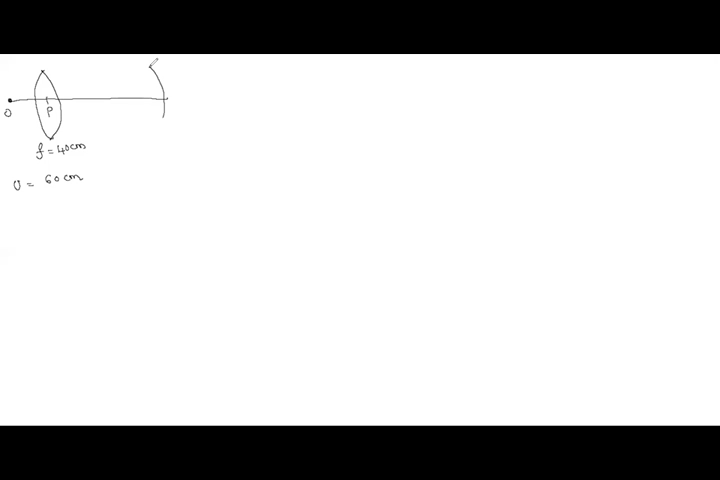 O P
f = 40cm
U = 60 cm